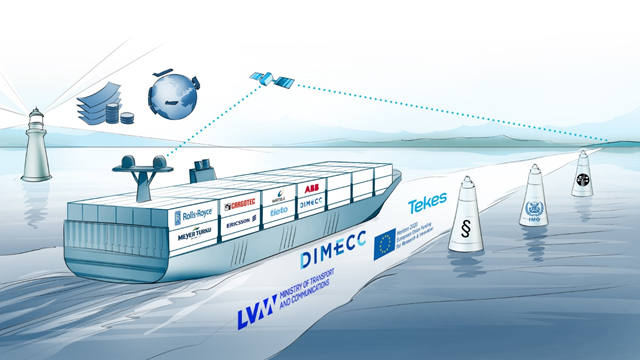 Rolls-Royce
MEYER TURKU
CARGOTEC
ERICSSON
WÄRTSILÄ
tieto
ABB
DIMECC
Tekes
DIMECC
Horizon 2020
European Union Funding
for Research & Innovation
LVM MINISTRY OF TRANSPORT
AND COMMUNICATIONS
§
IMO